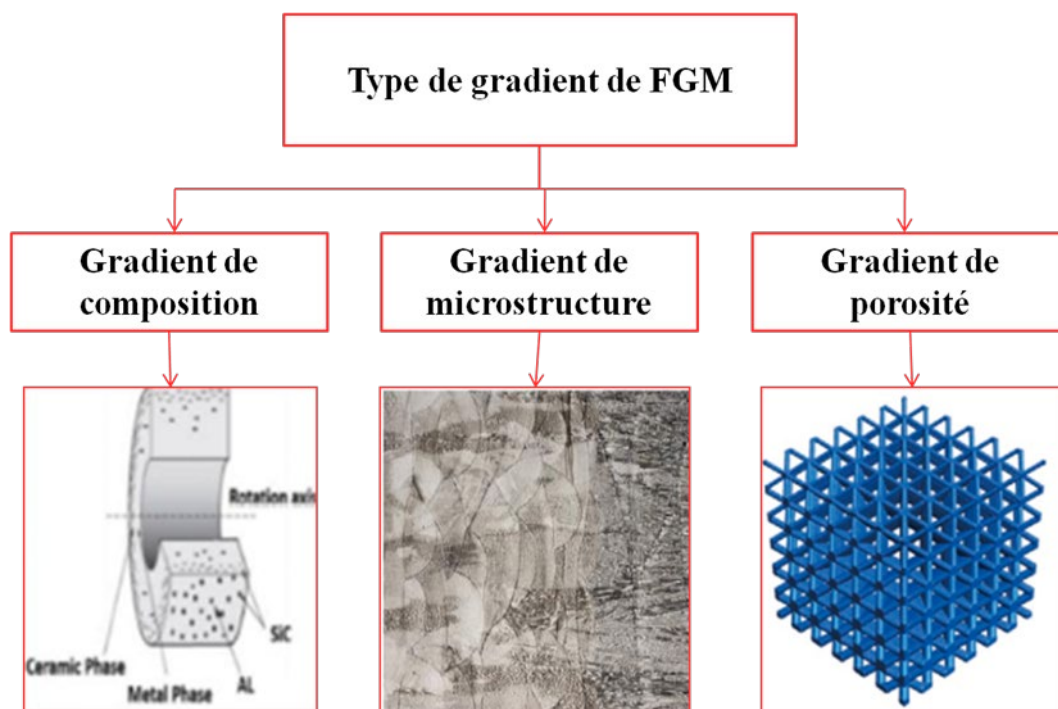 Type de gradient de FGM
Gradient de
composition
Gradient de
microstructure
Gradient de
porosité
Rotation axis
SiC
Ceramic Phase
AL
Metal Phase